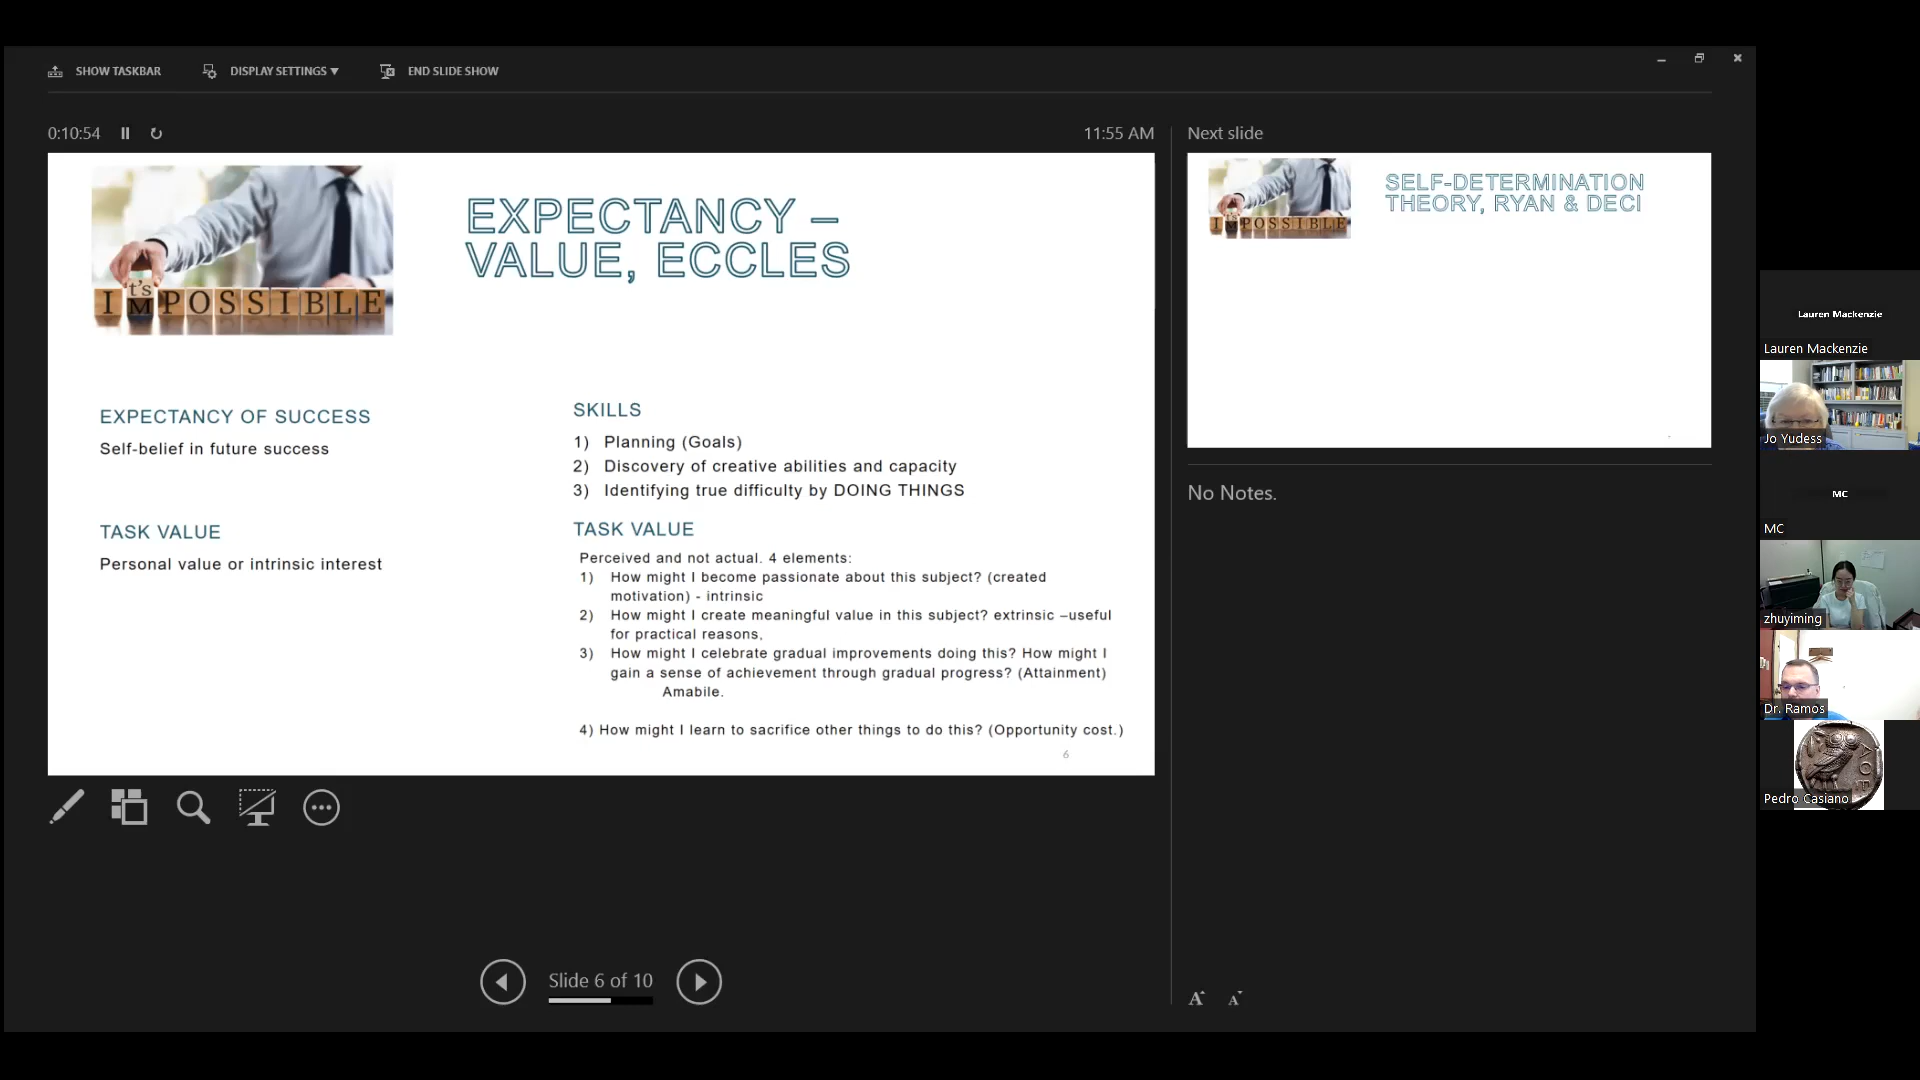 SHOW TASKBAR
DISPLAY SETTINGS ▼
END SLIDE SHOW
0:10:54
11:55 AM
Next slide
I t's M POSSIBLE
EXPECTANCY –
VALUE, ECCLES
EXPECTANCY OF SUCCESS
Self-belief in future success
TASK VALUE
Personal value or intrinsic interest
SKILLS
1) Planning (Goals)
2) Discovery of creative abilities and capacity
3) Identifying true difficulty by DOING THINGS
TASK VALUE
Perceived and not actual. 4 elements:
1) How might I become passionate about this subject? (created
motivation) - intrinsic
2) How might I create meaningful value in this subject? extrinsic –useful
for practical reasons,
3) How might I celebrate gradual improvements doing this? How might I
gain a sense of achievement through gradual progress? (Attainment)
Amabile.
4) How might I learn to sacrifice other things to do this? (Opportunity cost.)
6
SELF-DETERMINATION
THEORY, RYAN & DECI
IMPOSSIBLE
No Notes.
Slide 6 of 10
A A
Lauren Mackenzie
Lauren Mackenzie
Jo Yudess
MC
MC
zhuyiming
Dr. Ramos
Pedro Casiano
ΑΘΕ